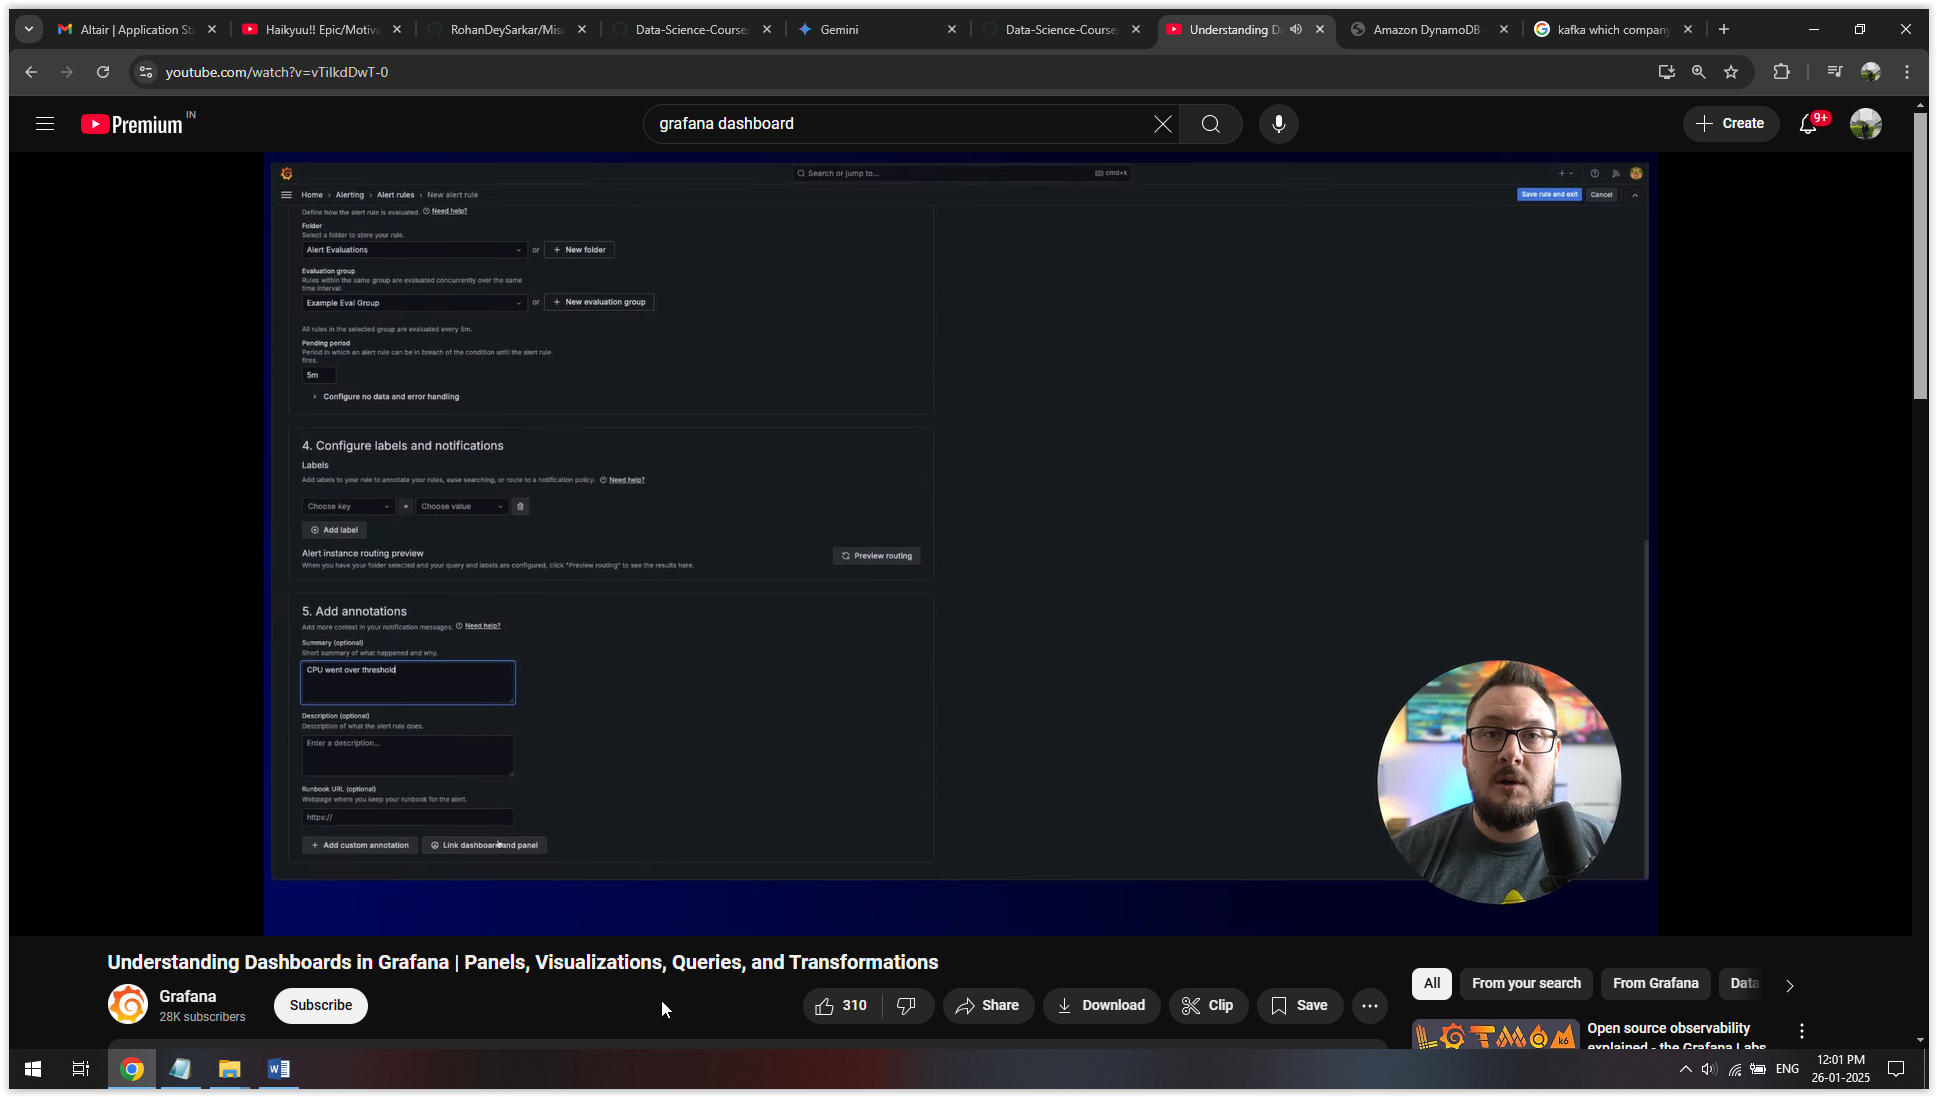 Altair | Application Sta
Haikyuu!! Epic/Motiva
RohanDeySarkar/Misc
Data-Science-Course/
Gemini
Data-Science-Course/
Understanding Da
Amazon DynamoDB
kafka which company
youtube.com/watch?v=vTiIkdDwT-0
Premium IN
grafana dashboard
Create
9+
Search or jump to...
cmd+k
Home › Alerting › Alert rules › New alert rule
Save rule and exit
Cancel
Define how the alert rule is evaluated. Need help?
Folder
Select a folder to store your rule.
Alert Evaluations
or
+ New folder
Evaluation group
Rules within the same group are evaluated concurrently over the same
time interval.
Example Eval Group
or
+ New evaluation group
All rules in the selected group are evaluated every 5m.
Pending period
Period in which an alert rule can be in breach of the condition until the alert rule
fires.
5m
Configure no data and error handling
4. Configure labels and notifications
Labels
Add labels to your rule to annotate your rules, ease searching, or route to a notification policy. Need help?
Choose key
=
Choose value
Add label
Alert instance routing preview
When you have your folder selected and your query and labels are configured, click "Preview routing" to see the results here.
Preview routing
5. Add annotations
Add more context in your notification messages. Need help?
Summary (optional)
Short summary of what happened and why.
CPU went over threshold
Description (optional)
Description of what the alert rule does.
Enter a description...
Runbook URL (optional)
Webpage where you keep your runbook for the alert.
https://
+ Add custom annotation
Link dashboard and panel
Understanding Dashboards in Grafana | Panels, Visualizations, Queries, and Transformations
Grafana
28K subscribers
Subscribe
310
Share
Download
Clip
Save
All
From your search
From Grafana
Data
k6
Open source observability
explained - the Grafana Labs
ENG
12:01 PM
26-01-2025